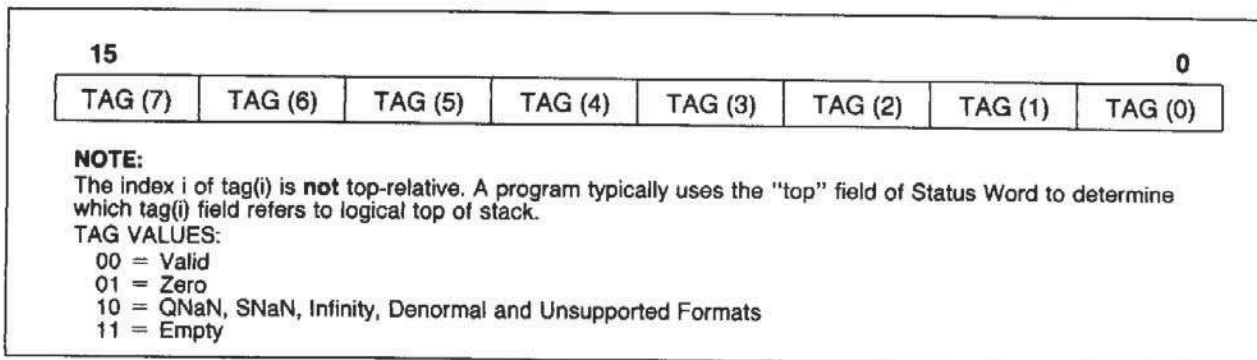 15 0
TAG (7) TAG (6) TAG (5) TAG (4) TAG (3) TAG (2) TAG (1) TAG (0)
NOTE:
The index i of tag(i) is not top-relative. A program typically uses the "top" field of Status Word to determine
which tag(i) field refers to logical top of stack.
TAG VALUES:
00 = Valid
01 = Zero
10 = QNaN, SNaN, Infinity, Denormal and Unsupported Formats
11 = Empty